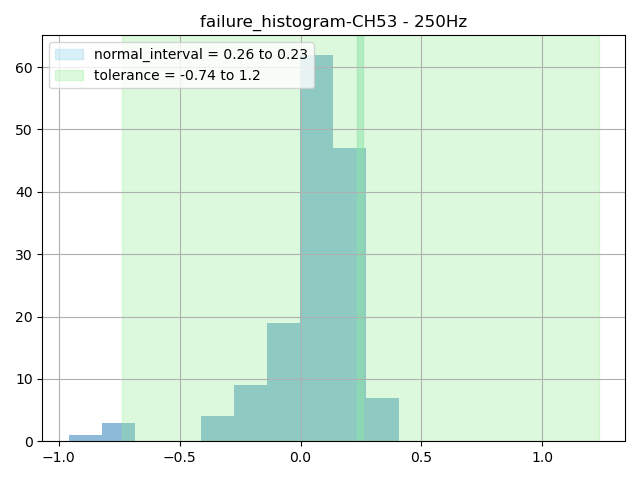 failure_histogram-CH53 - 250Hz
normal_interval = 0.26 to 0.23
tolerance = -0.74 to 1.2
60
50
40
30
20
10
0
−1.0 −0.5 0.0 0.5 1.0